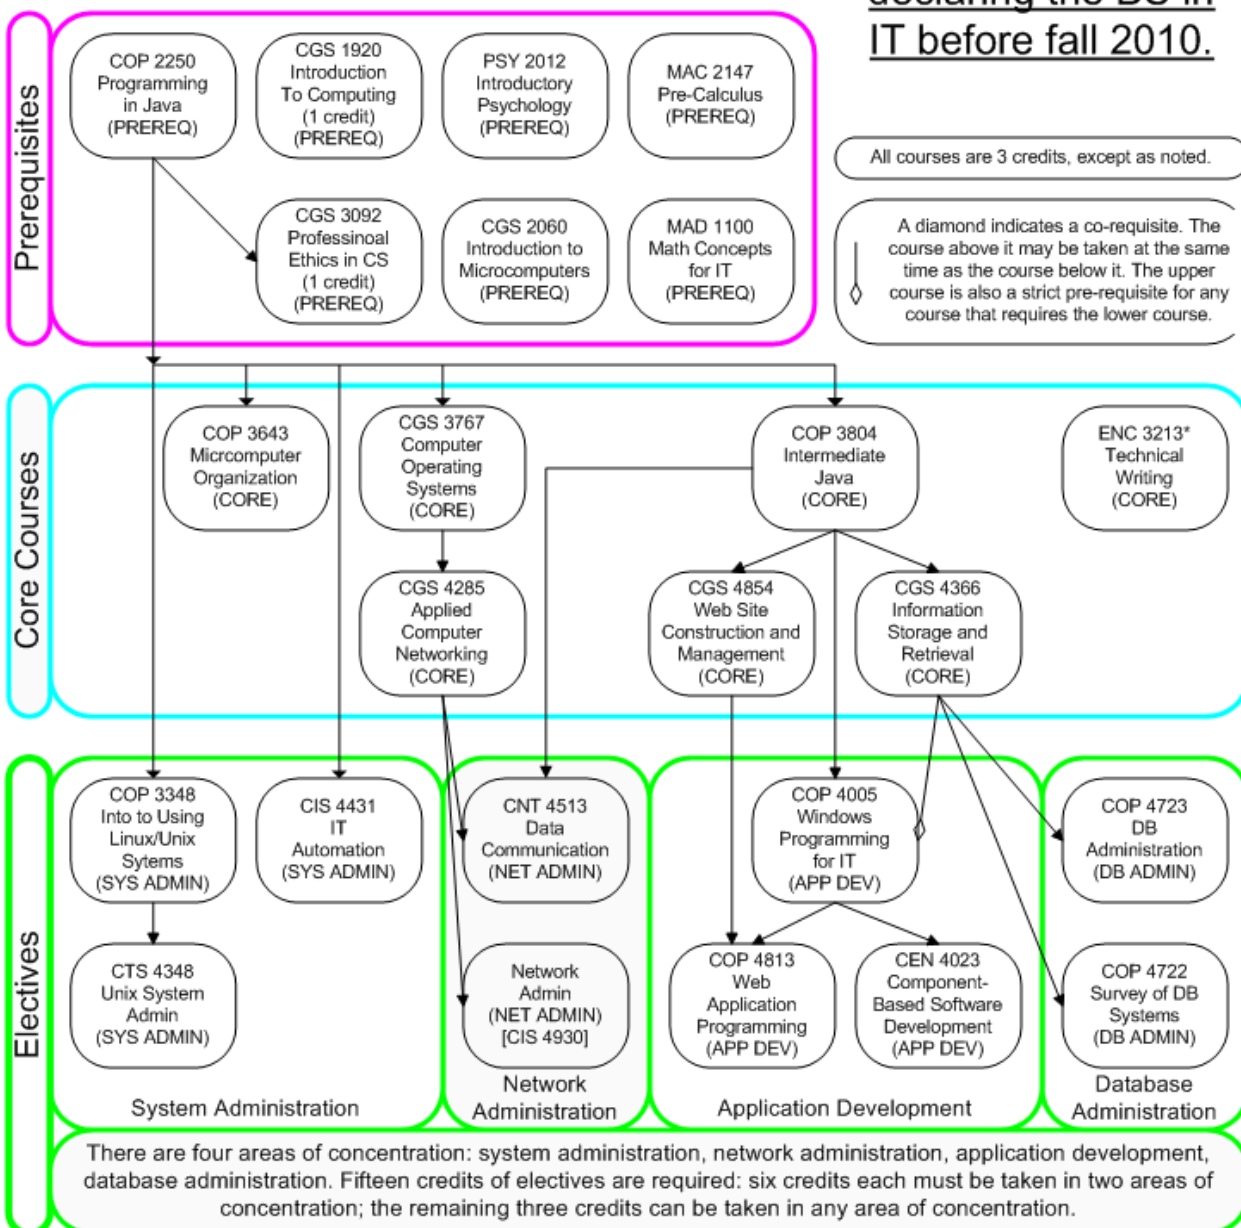 declaring the BS in
IT before fall 2010.
Prerequisites
COP 2250
Programming
in Java
(PREREQ)
CGS 1920
Introduction
To Computing
(1 credit)
(PREREQ)
PSY 2012
Introductory
Psychology
(PREREQ)
MAC 2147
Pre-Calculus
(PREREQ)
All courses are 3 credits, except as noted.
CGS 3092
Professinoal
Ethics in CS
(1 credit)
(PREREQ)
CGS 2060
Introduction to
Microcomputers
(PREREQ)
MAD 1100
Math Concepts
for IT
(PREREQ)
A diamond indicates a co-requisite. The
course above it may be taken at the same
time as the course below it. The upper
course is also a strict pre-requisite for any
course that requires the lower course.
Core Courses
COP 3643
Micrcomputer
Organization
(CORE)
CGS 3767
Computer
Operating
Systems
(CORE)
COP 3804
Intermediate
Java
(CORE)
ENC 3213*
Technical
Writing
(CORE)
CGS 4285
Applied
Computer
Networking
(CORE)
CGS 4854
Web Site
Construction and
Management
(CORE)
CGS 4366
Information
Storage and
Retrieval
(CORE)
Electives
COP 3348
Into to Using
Linux/Unix
Sytems
(SYS ADMIN)
CIS 4431
IT
Automation
(SYS ADMIN)
CNT 4513
Data
Communication
(NET ADMIN)
COP 4005
Windows
Programming
for IT
(APP DEV)
COP 4723
DB
Administration
(DB ADMIN)
CTS 4348
Unix System
Admin
(SYS ADMIN)
Network
Admin
(NET ADMIN)
[CIS 4930]
COP 4813
Web
Application
Programming
(APP DEV)
CEN 4023
Component-
Based Software
Development
(APP DEV)
COP 4722
Survey of DB
Systems
(DB ADMIN)
System Administration
Network
Administration
Application Development
Database
Administration
There are four areas of concentration: system administration, network administration, application development,
database administration. Fifteen credits of electives are required: six credits each must be taken in two areas of
concentration; the remaining three credits can be taken in any area of concentration.